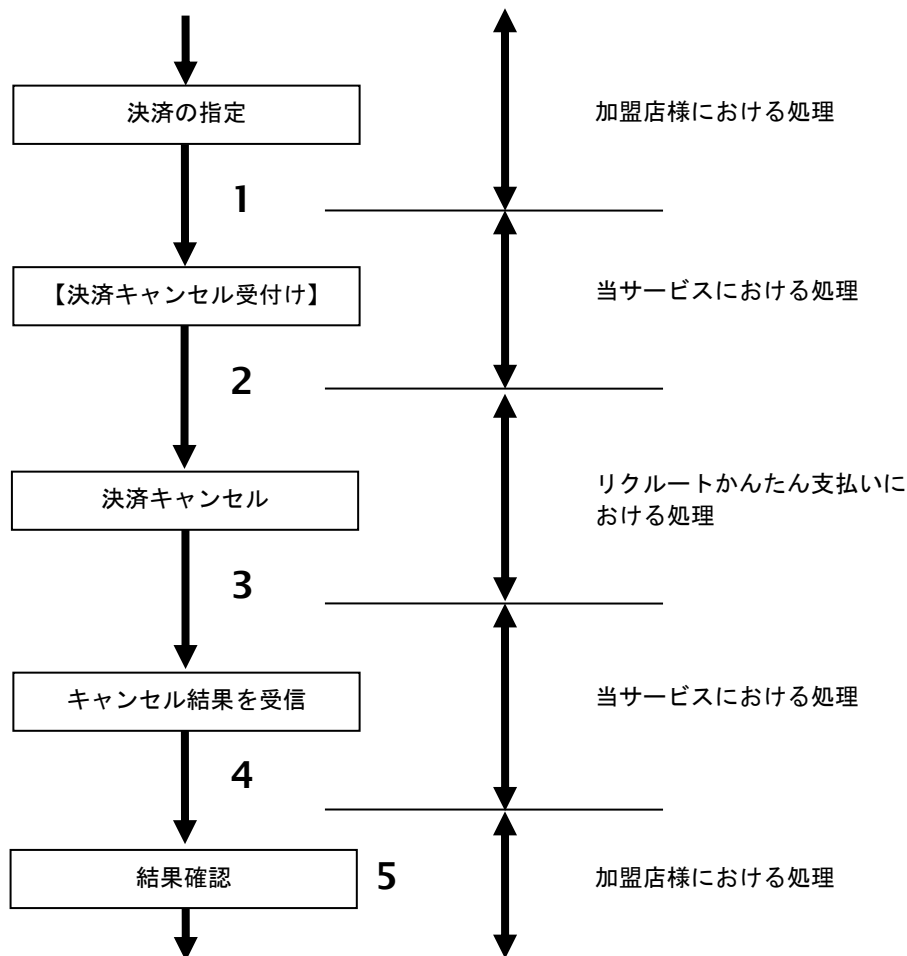 決済の指定
加盟店様における処理
1
【決済キャンセル受付け】
当サービスにおける処理
2
決済キャンセル
リクルートかんたん支払いに
おける処理
3
キャンセル結果を受信
当サービスにおける処理
4
結果確認
5
加盟店様における処理